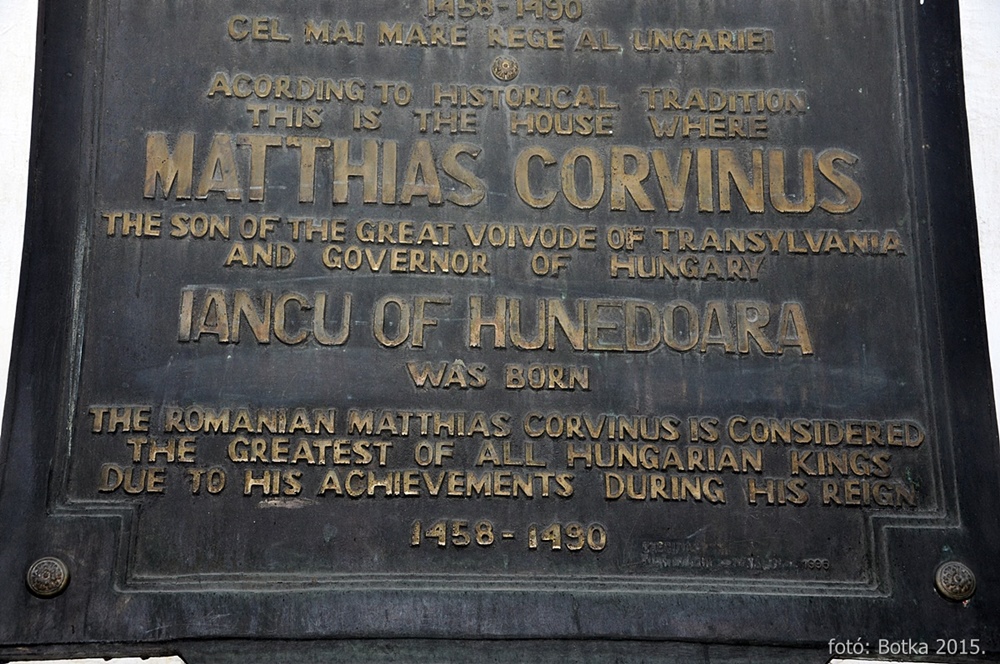 1458-1490
CEL MAI MARE REGE AL UNGARIEI
ACORDING TO HISTORICAL TRADITION
THIS IS THE HOUSE WHERE
MATTHIAS CORVINUS
THE SON OF THE GREAT VOIVODE OF TRANSYLVANIA
AND GOVERNOR OF HUNGARY
IANCU OF HUNEDOARA
WAS BORN
THE ROMANIAN MATTHIAS CORVINUS IS CONSIDERED
THE GREATEST OF ALL HUNGARIAN KINGS
DUE TO HIS ACHIEVEMENTS DURING HIS REIGN
1458-1490
1996
fotó: Botka 2015.